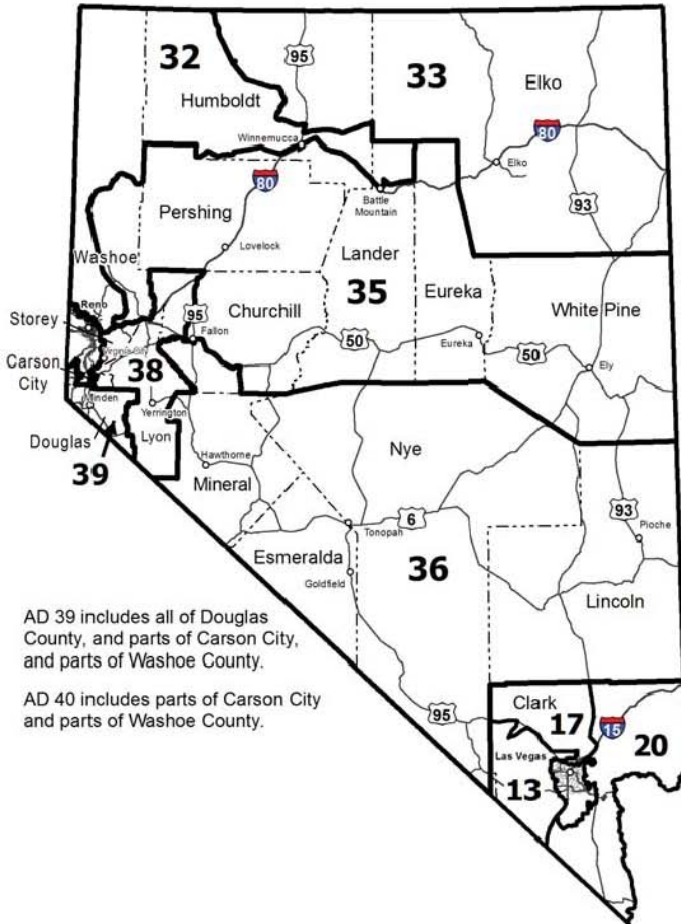 32
95
33
Elko
Humboldt
80
Winnemucca
Elko
80
93
Battle
Mountain
Pershing
Lovelock
Washoe
Lander
35
Eureka
White Pine
Reno
Storey
95
Churchill
Fallon
50
Eureka
50
Ely
Virginia City
Carson
City
38
Minden
Yerrington
Douglas
Lyon
39
Hawthorne
Mineral
Nye
93
Pioche
6
Tonopah
Esmeralda
Goldfield
36
Lincoln
AD 39 includes all of Douglas
County, and parts of Carson City,
and parts of Washoe County.
AD 40 includes parts of Carson City
and parts of Washoe County.
95
Clark
17
15
20
Las Vegas
13